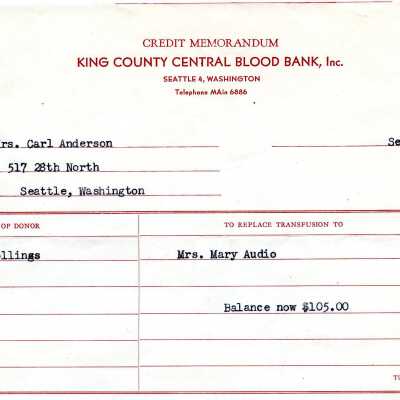 CREDIT MEMORANDUM
KING COUNTY CENTRAL BLOOD BANK, Inc.
SEATTLE 4, WASHINGTON
Telephone MAin 6886
rs. Carl Anderson
Se
517 28th North
Seattle, Washington
OF DONOR
TO REPLACE TRANSFUSION TO
llings
Mrs. Mary Audio
Balance now $105.00